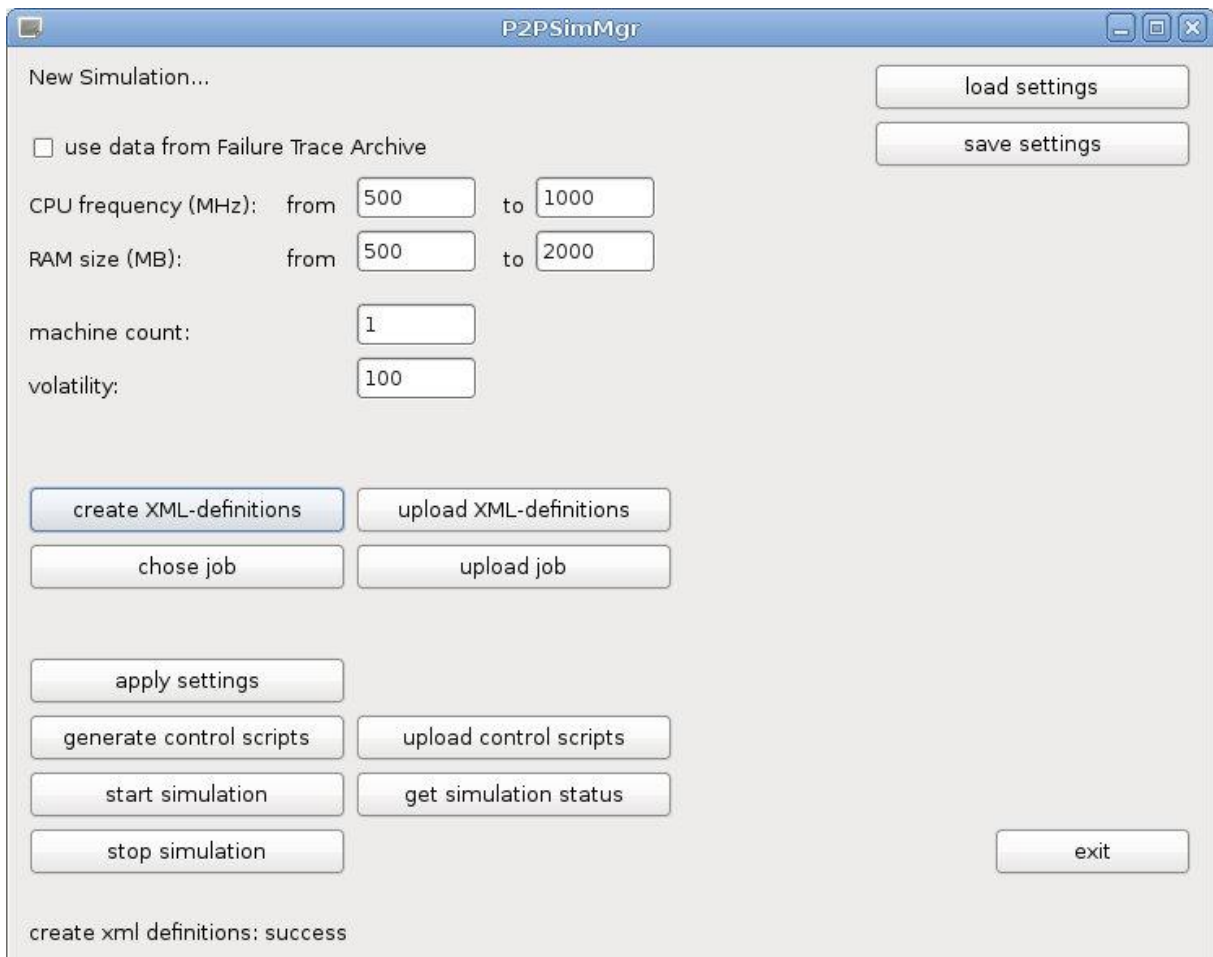 P2PSimMgr
New Simulation...
load settings
use data from Failure Trace Archive
save settings
CPU frequency (MHz): from 500 to 1000
RAM size (MB): from 500 to 2000
machine count: 1
volatility: 100
create XML-definitions upload XML-definitions
chose job upload job
apply settings
generate control scripts upload control scripts
start simulation get simulation status
stop simulation exit
create xml definitions: success